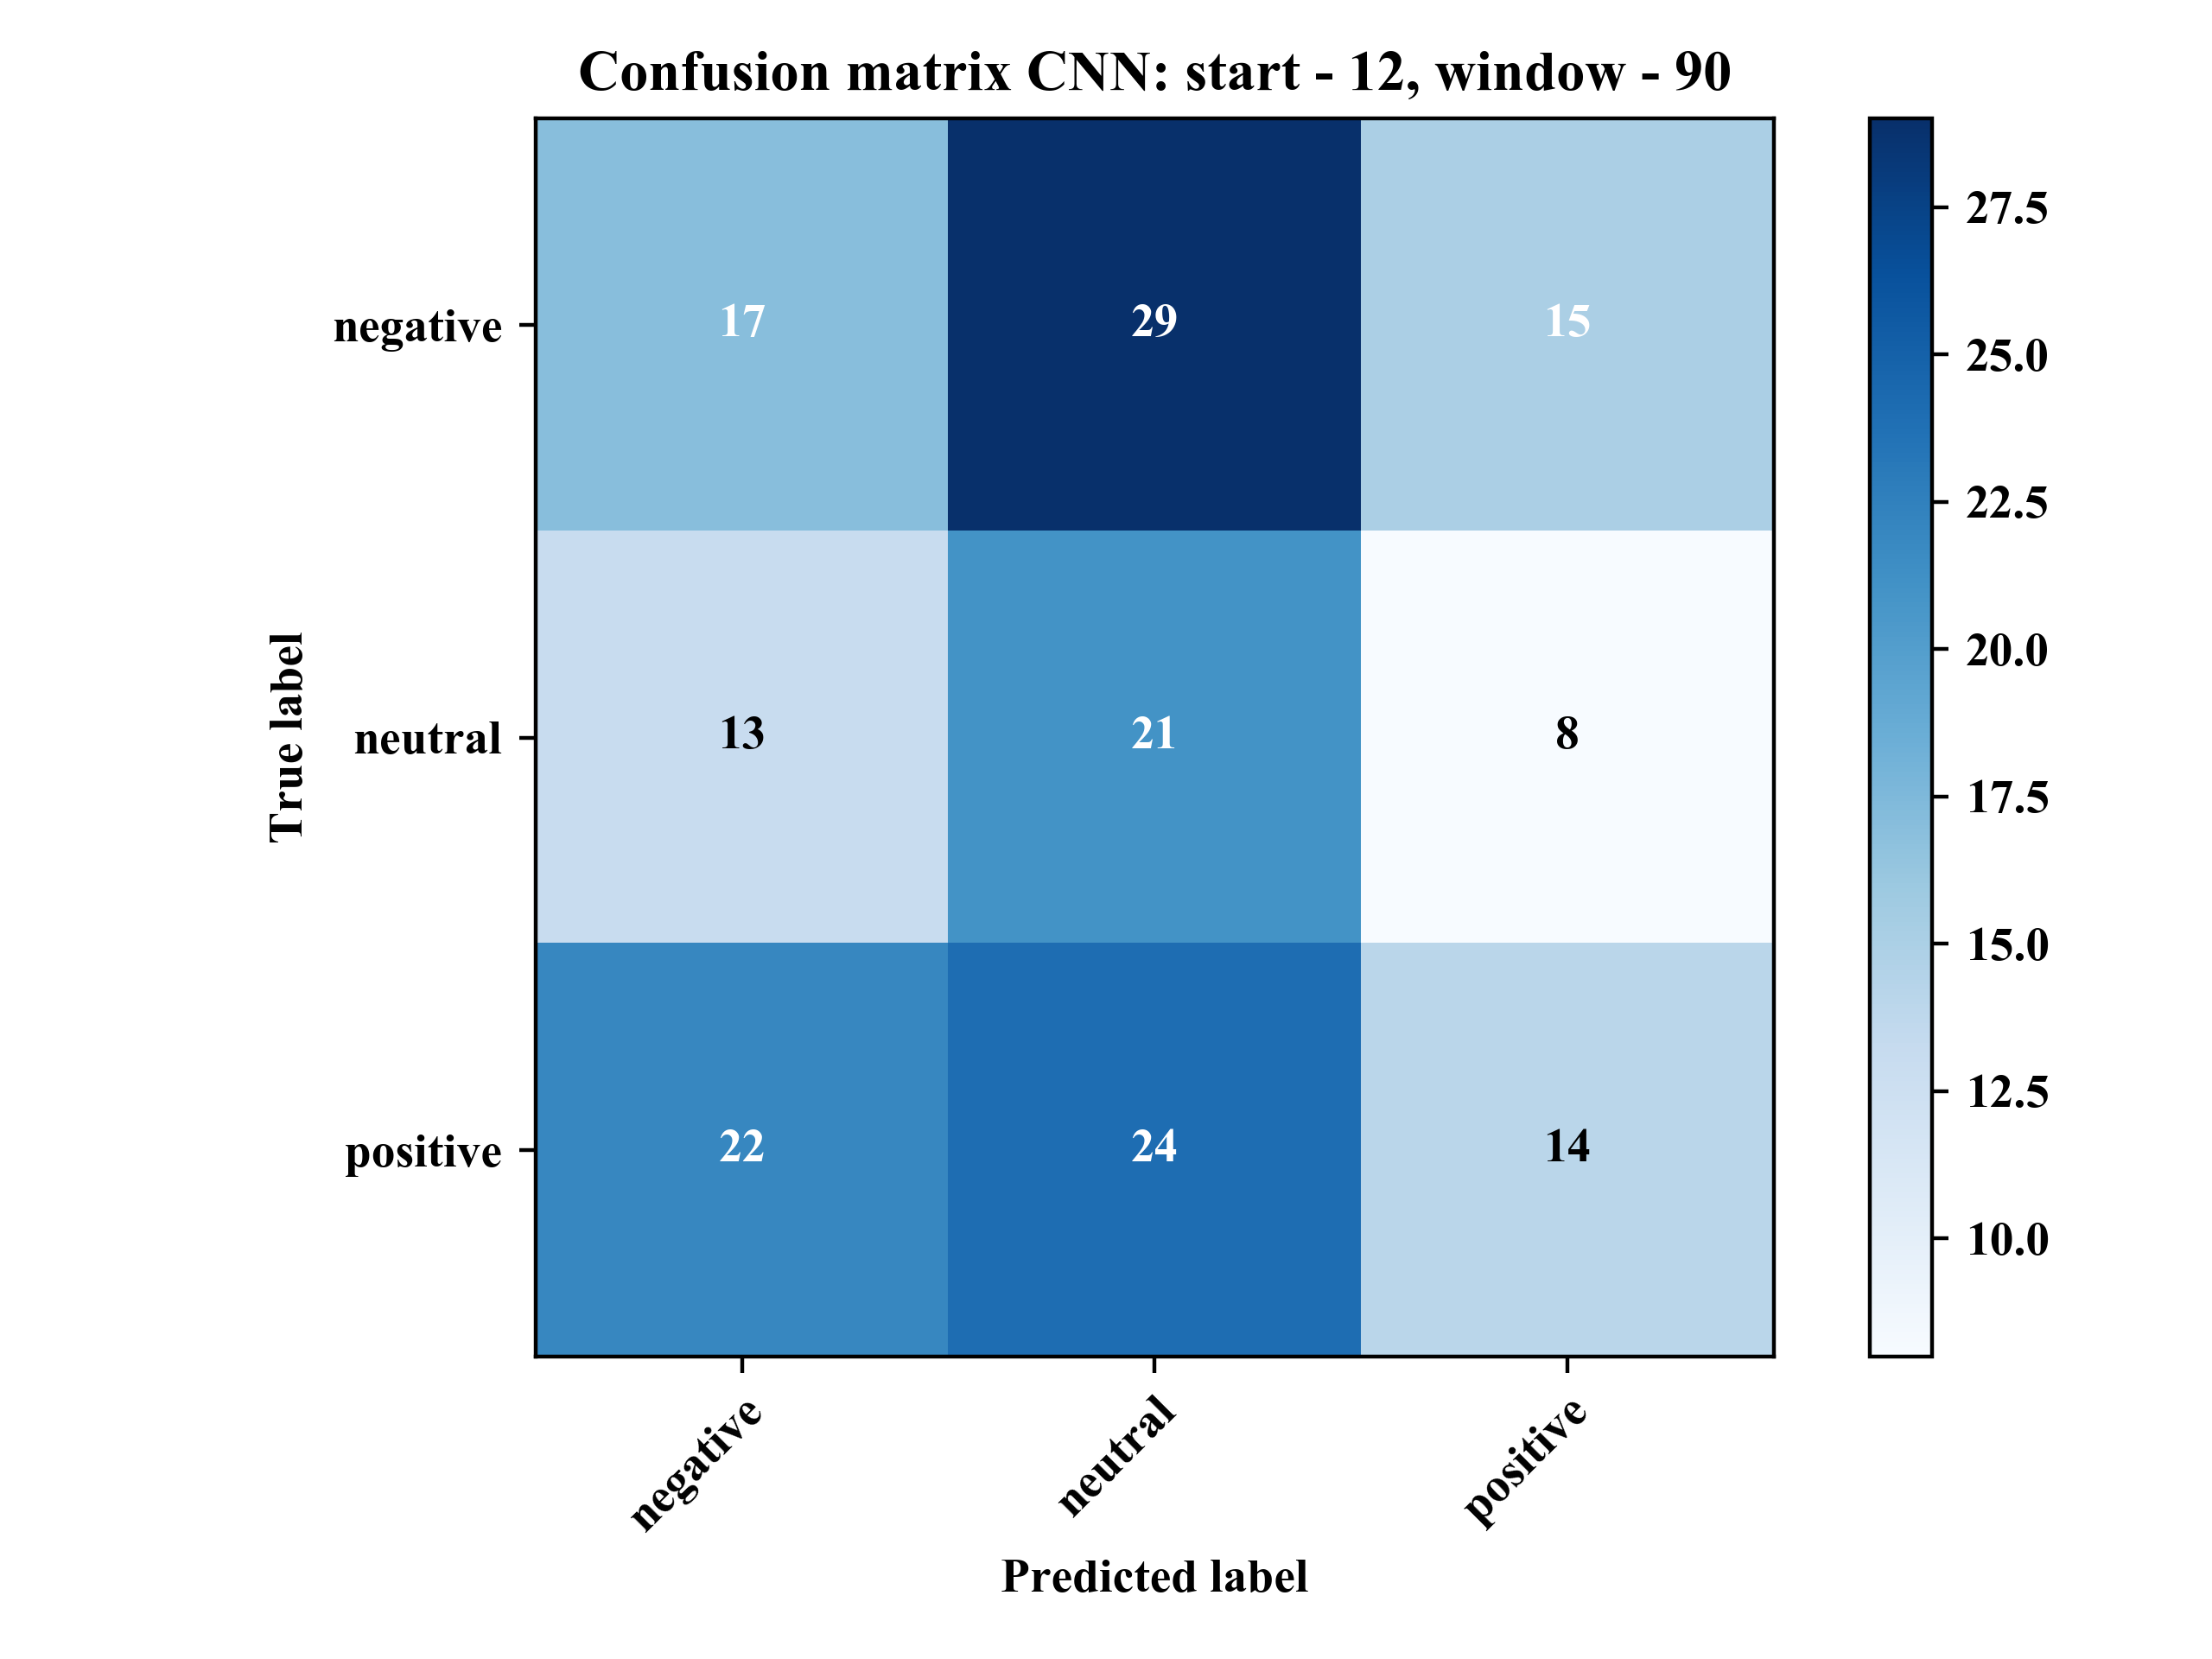 Confusion matrix CNN: start - 12, window - 90
True label
negative
17 29 15
neutral
13 21 8
positive
22 24 14
negative neutral positive
Predicted label
27.5
25.0
22.5
20.0
17.5
15.0
12.5
10.0